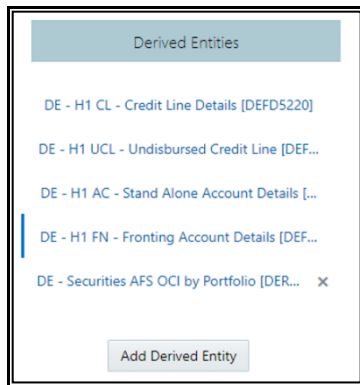 Derived Entities
DE - H1 CL - Credit Line Details [DEFD5220]
DE - H1 UCL - Undisbursed Credit Line [DEF...
DE - H1 AC - Stand Alone Account Details [...
DE - H1 FN - Fronting Account Details [DEF...
DE - Securities AFS OCI by Portfolio [DER... ×
Add Derived Entity